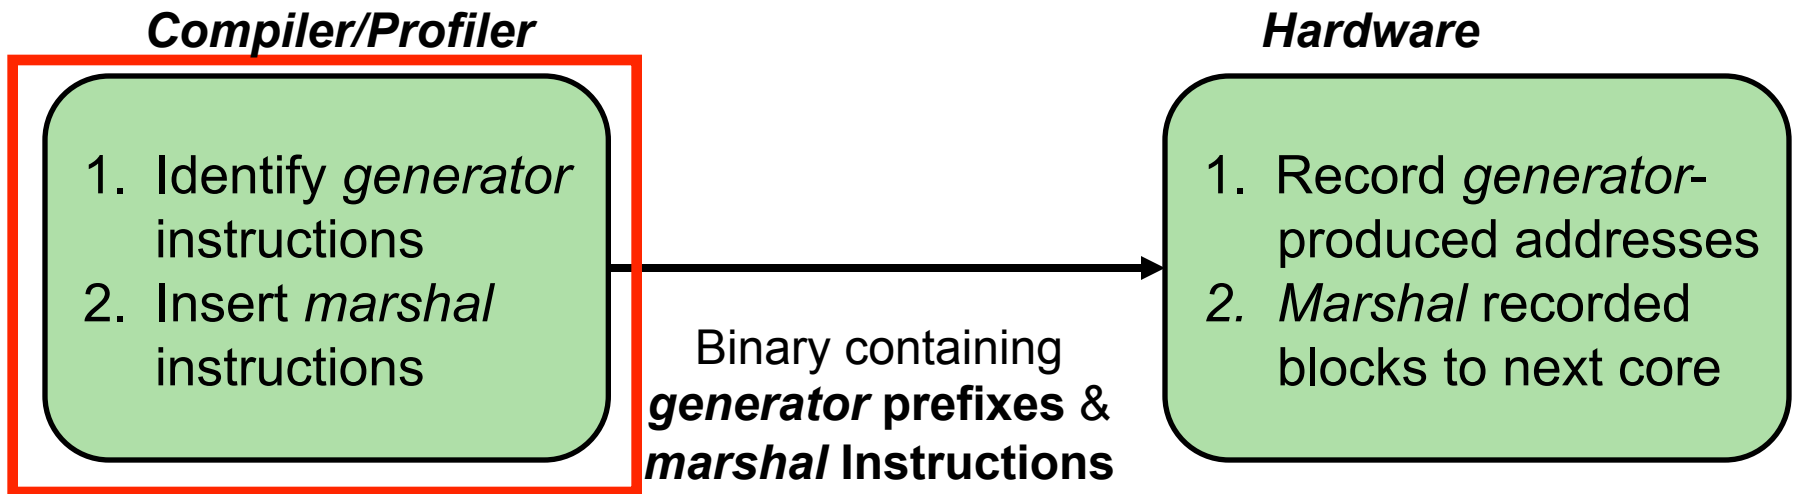 Compiler/Profiler
1. Identify generator
instructions
2. Insert marshal
instructions
Binary containing
generator prefixes &
marshal Instructions
Hardware
1. Record generator-
produced addresses
2. Marshal recorded
blocks to next core